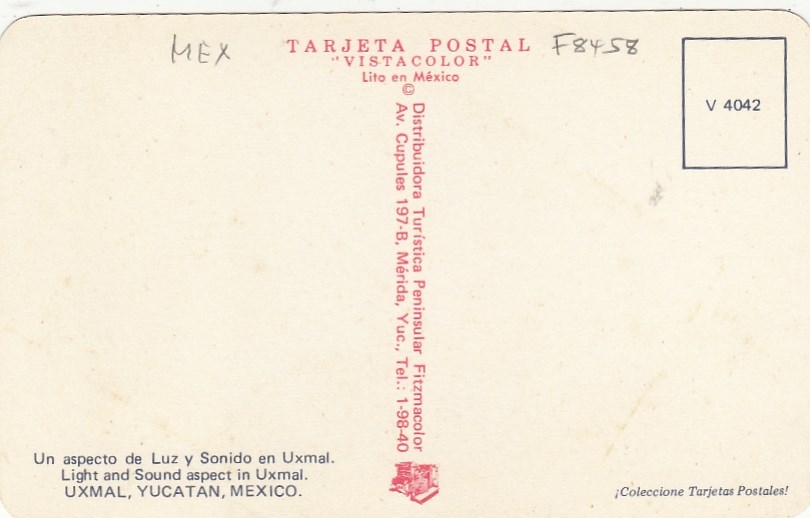 MEX
TARJETA POSTAL
F8458
"VISTACOLOR"
Lito en México
©
V 4042
Distribuidora Turística Peninsular Fitzmacolor
Av. Cupules 197-B, Mérida, Yuc., Tel.: 1-98-40
Un aspecto de Luz y Sonido en Uxmal.
Light and Sound aspect in Uxmal.
UXMAL, YUCATAN, MEXICO.
¡Coleccione Tarjetas Postales!